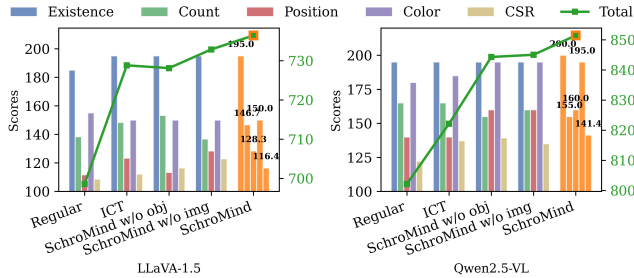 Existence Count Position Color CSR Total
200
180
160
140
120
100
Scores
730
720
710
700
195.0
146.7
128.3
150.0
116.4
Regular
ICT
SchroMind w/o obj
SchroMind w/o img
SchroMind
LLaVA-1.5
200
175
150
125
100
Scores
850
840
830
820
810
800
200.0
155.0
160.0
195.0
141.4
Regular
ICT
SchroMind w/o obj
SchroMind w/o img
SchroMind
Qwen2.5-VL